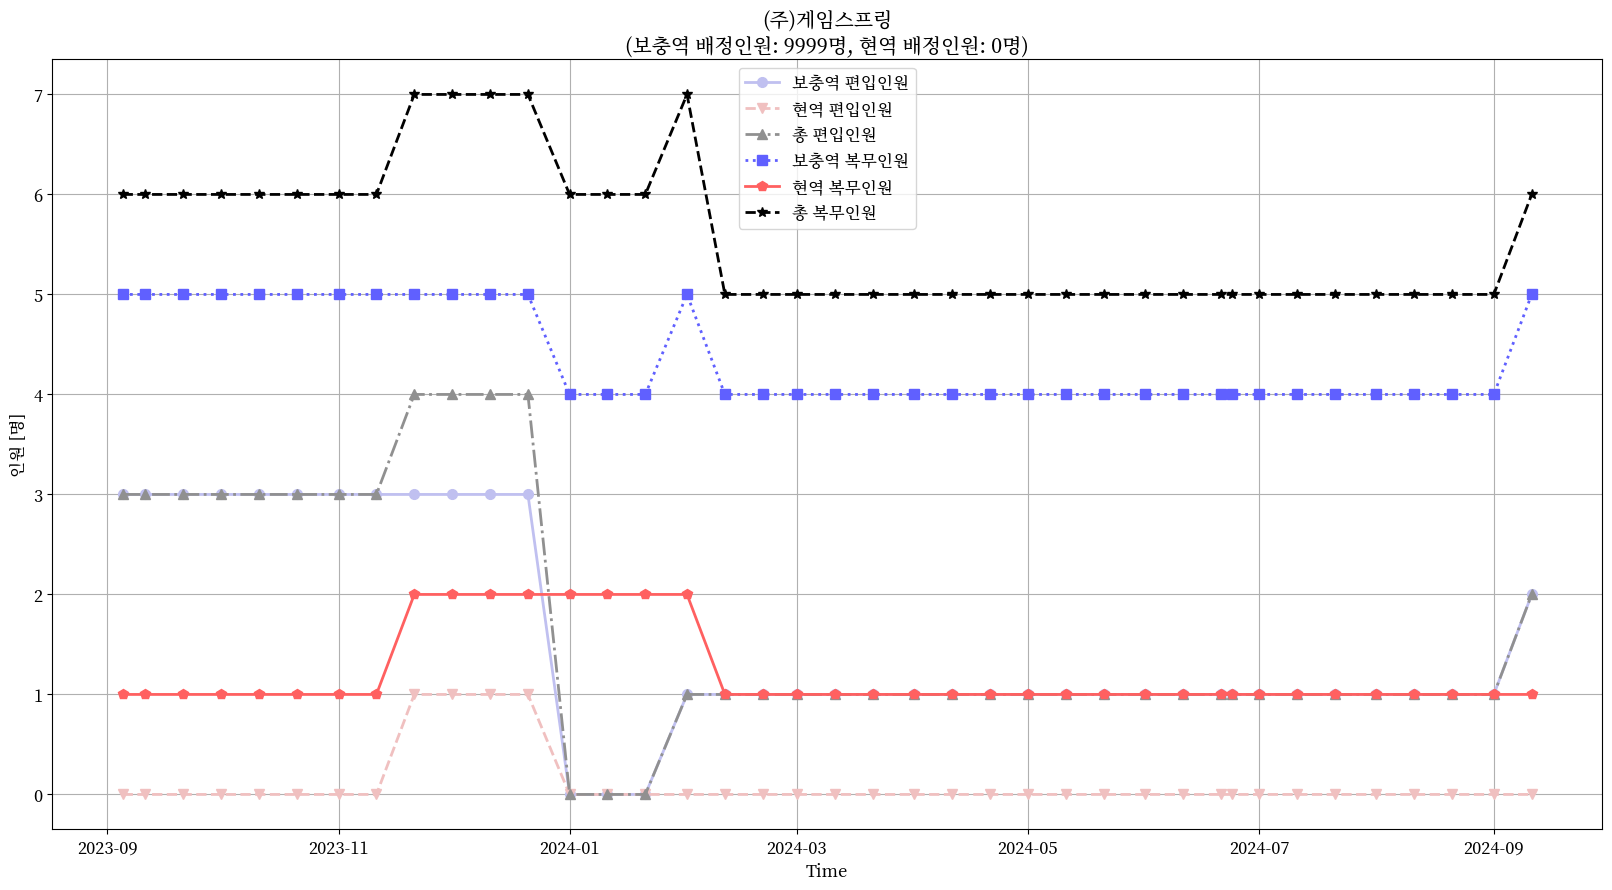 (주)게임스프링
(보충역 배정인원: 9999명, 현역 배정인원: 0명)
보충역 편입인원
현역 편입인원
총 편입인원
보충역 복무인원
현역 복무인원
총 복무인원
인원 [명]
7
6
5
4
3
2
1
0
2023-09 2023-11 2024-01 2024-03 2024-05 2024-07 2024-09
Time